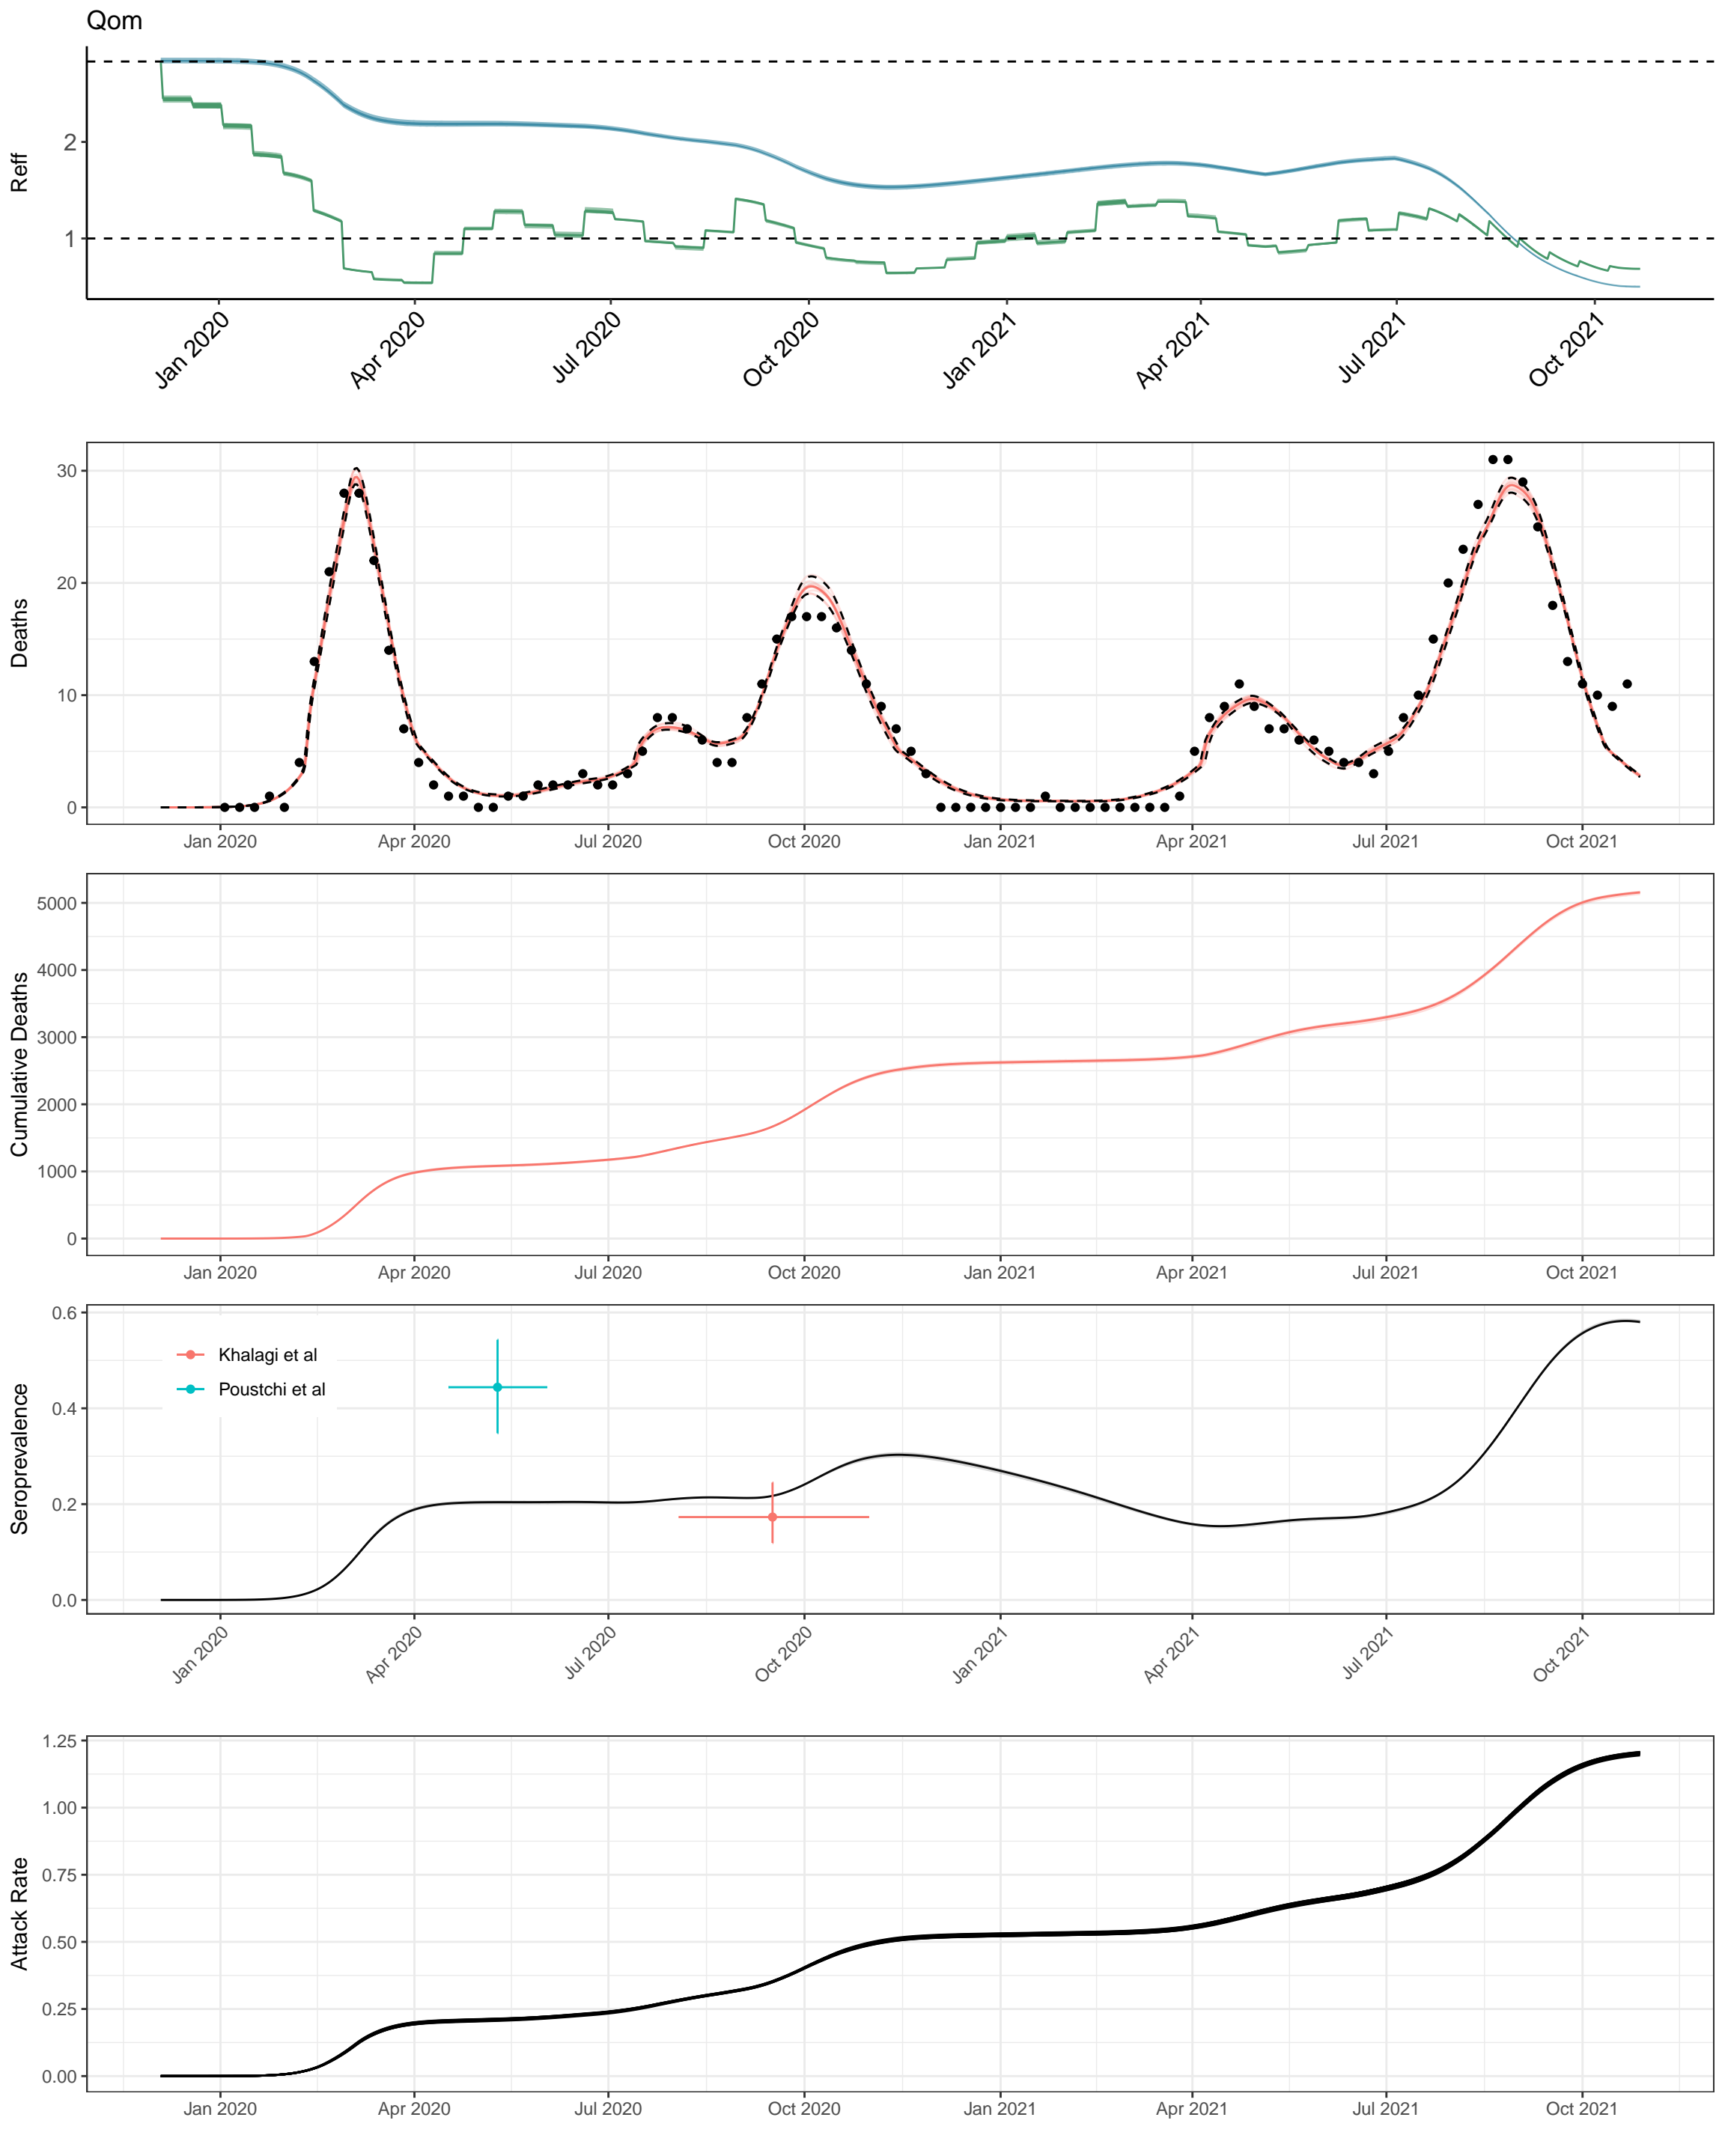 Qom
Reff
2
1
Jan 2020
Apr 2020
Jul 2020
Oct 2020
Jan 2021
Apr 2021
Jul 2021
Oct 2021
Deaths
30
20
10
0
Jan 2020
Apr 2020
Jul 2020
Oct 2020
Jan 2021
Apr 2021
Jul 2021
Oct 2021
Cumulative Deaths
5000
4000
3000
2000
1000
0
Jan 2020
Apr 2020
Jul 2020
Oct 2020
Jan 2021
Apr 2021
Jul 2021
Oct 2021
Seroprevalence
0.6
0.4
0.2
0.0
Khalagi et al
Poustchi et al
Jan 2020
Apr 2020
Jul 2020
Oct 2020
Jan 2021
Apr 2021
Jul 2021
Oct 2021
Attack Rate
1.25
1.00
0.75
0.50
0.25
0.00
Jan 2020
Apr 2020
Jul 2020
Oct 2020
Jan 2021
Apr 2021
Jul 2021
Oct 2021